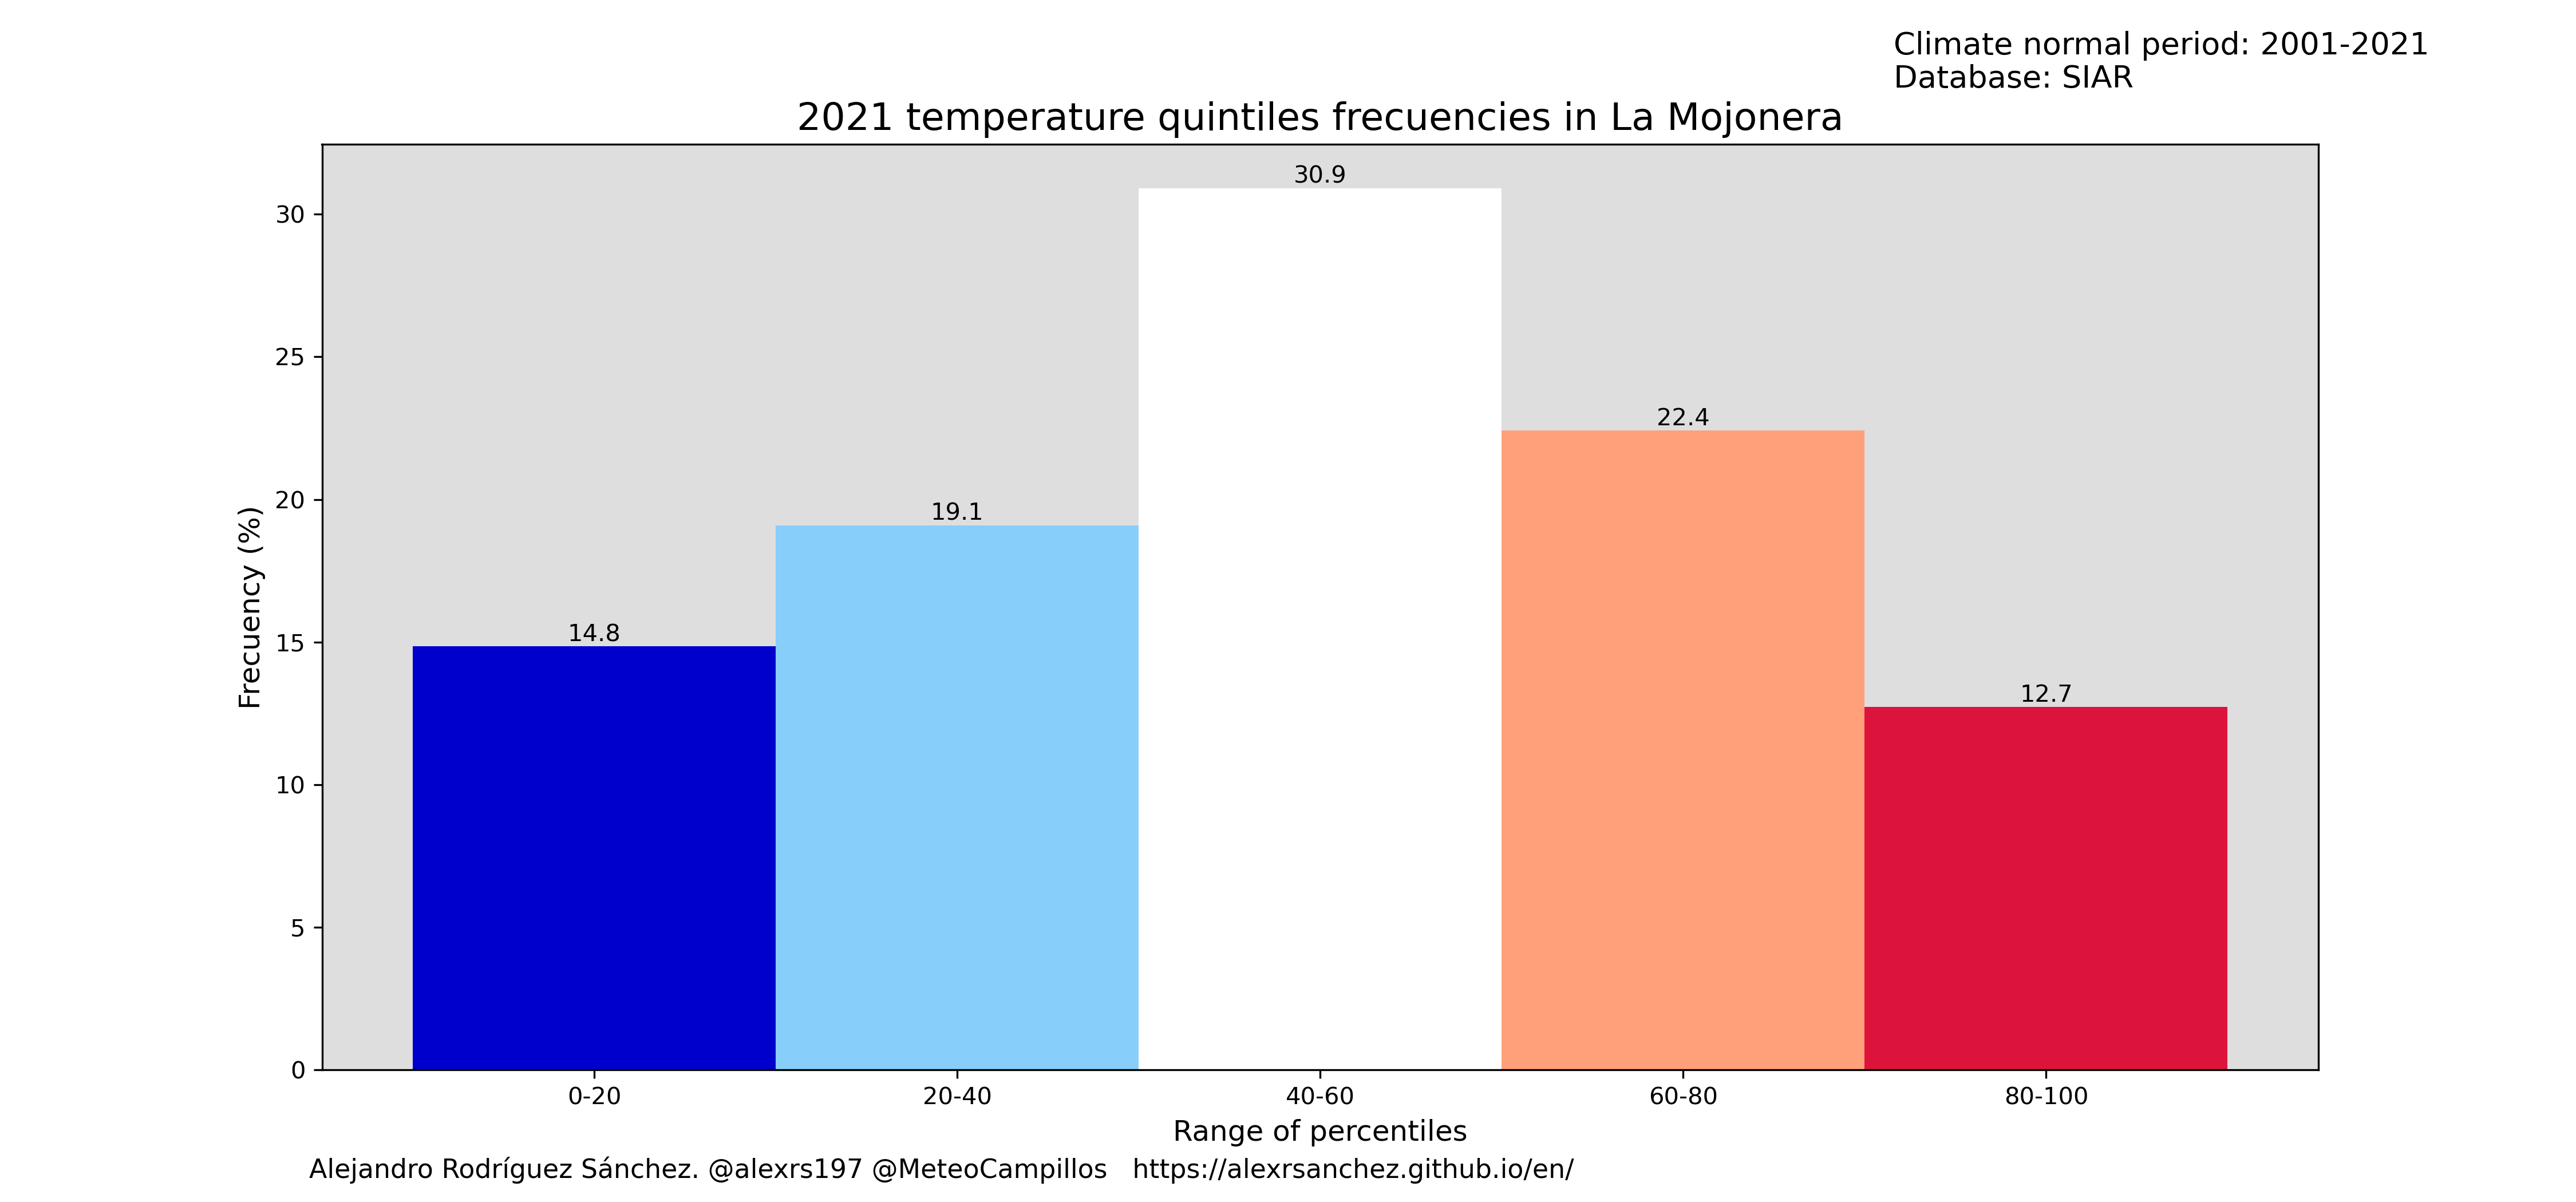 Climate normal period: 2001-2021
Database: SIAR
2021 temperature quintiles frecuencies in La Mojonera
Frecuency (%)
30
25
20
15
10
5
0
14.8
19.1
30.9
22.4
12.7
0-20 20-40 40-60 60-80 80-100
Range of percentiles
Alejandro Rodríguez Sánchez. @alexrs197 @MeteoCampillos https://alexrsanchez.github.io/en/